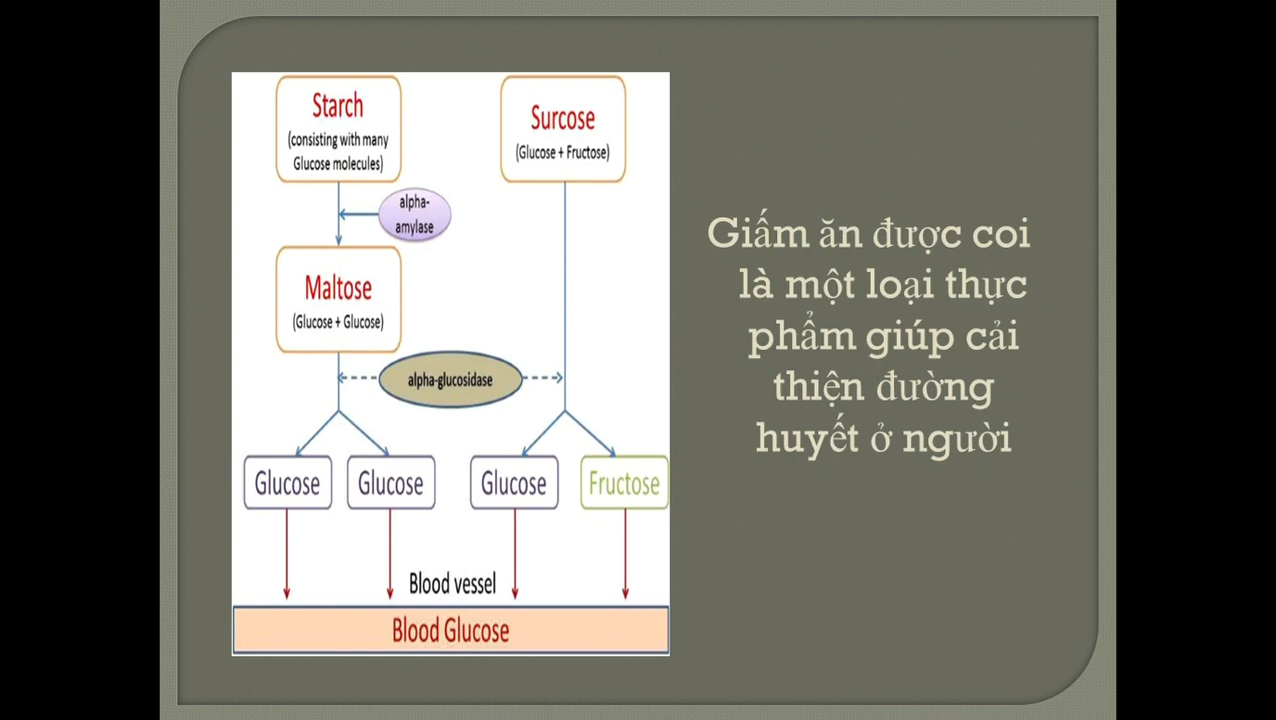 Starch
(consisting with many
Glucose molecules)
Surcose
(Glucose + Fructose)
alpha-
amylase
Maltose
(Glucose + Glucose)
alpha-glucosidase
Glucose
Glucose
Glucose
Fructose
Blood vessel
Blood Glucose
Giấm ăn được coi
là một loại thực
phẩm giúp cải
thiện đường
huyết ở người